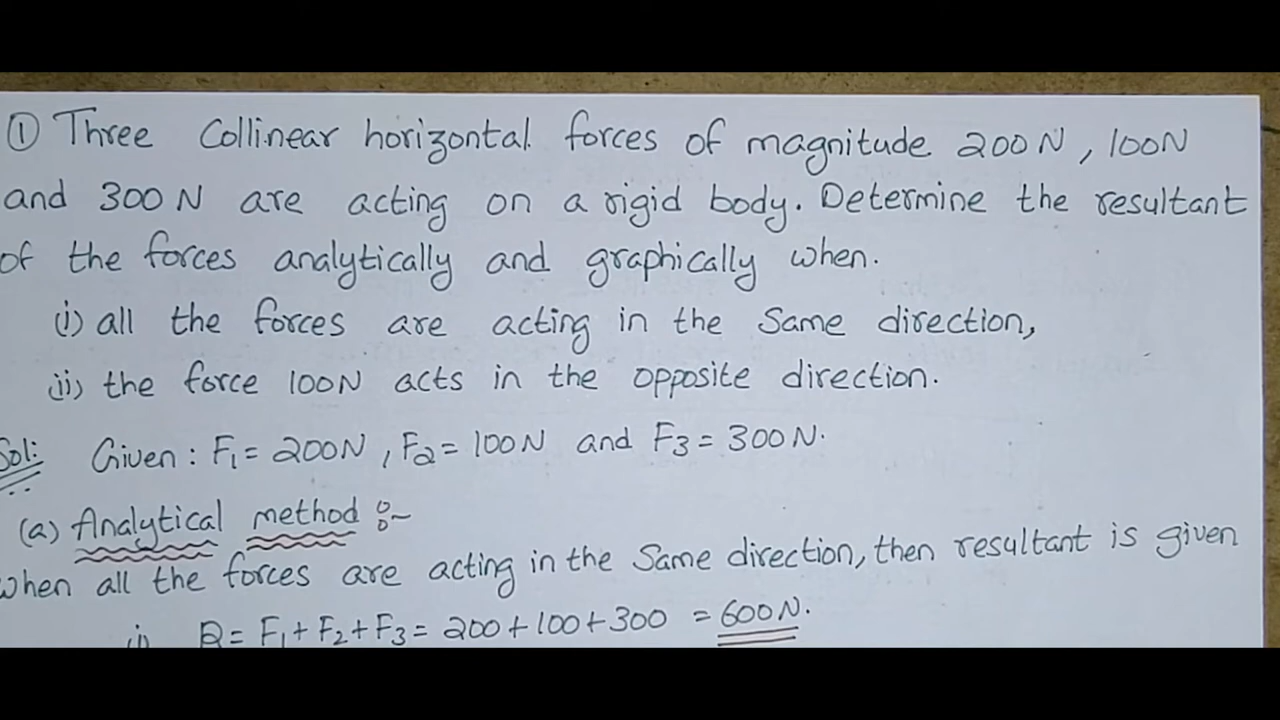 ① Three Collinear horizontal forces of magnitude 200N, 100N
and 300 N are acting on a rigid body. Determine the resultant
of the forces analytically and graphically when.
(i) all the forces are acting in the Same direction,
(ii) the force 100N acts in the opposite direction.
Sol: Given : F₁ = 200N , F₂ = 100N and F₃ = 300N.
(a) Analytical method :-
When all the forces are acting in the Same direction, then resultant is given
i) R = F₁ + F₂ + F₃ = 200 + 100 + 300 = 600N.